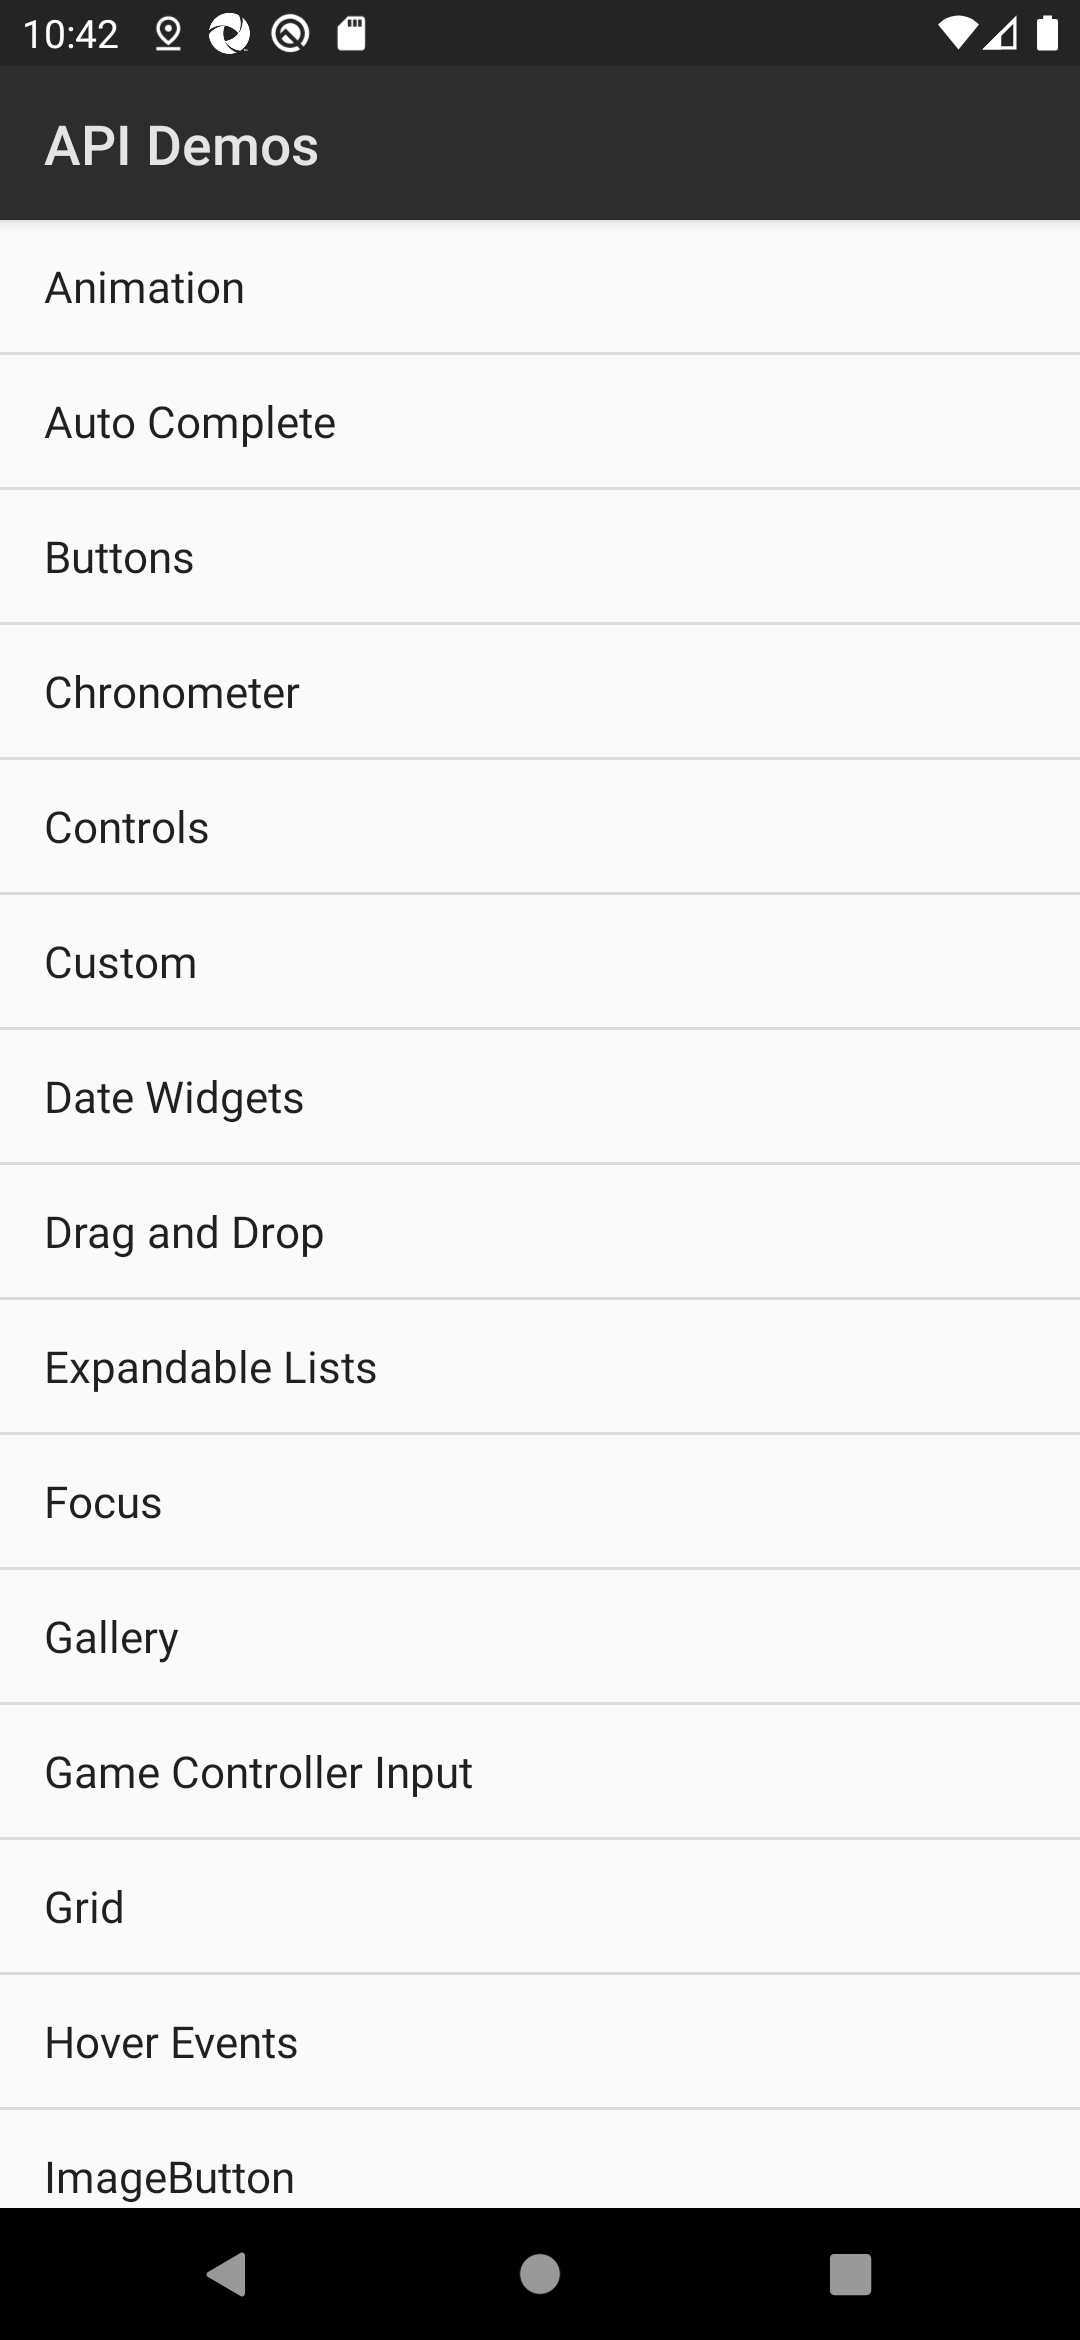 10:42
API Demos
Animation
Auto Complete
Buttons
Chronometer
Controls
Custom
Date Widgets
Drag and Drop
Expandable Lists
Focus
Gallery
Game Controller Input
Grid
Hover Events
ImageButton